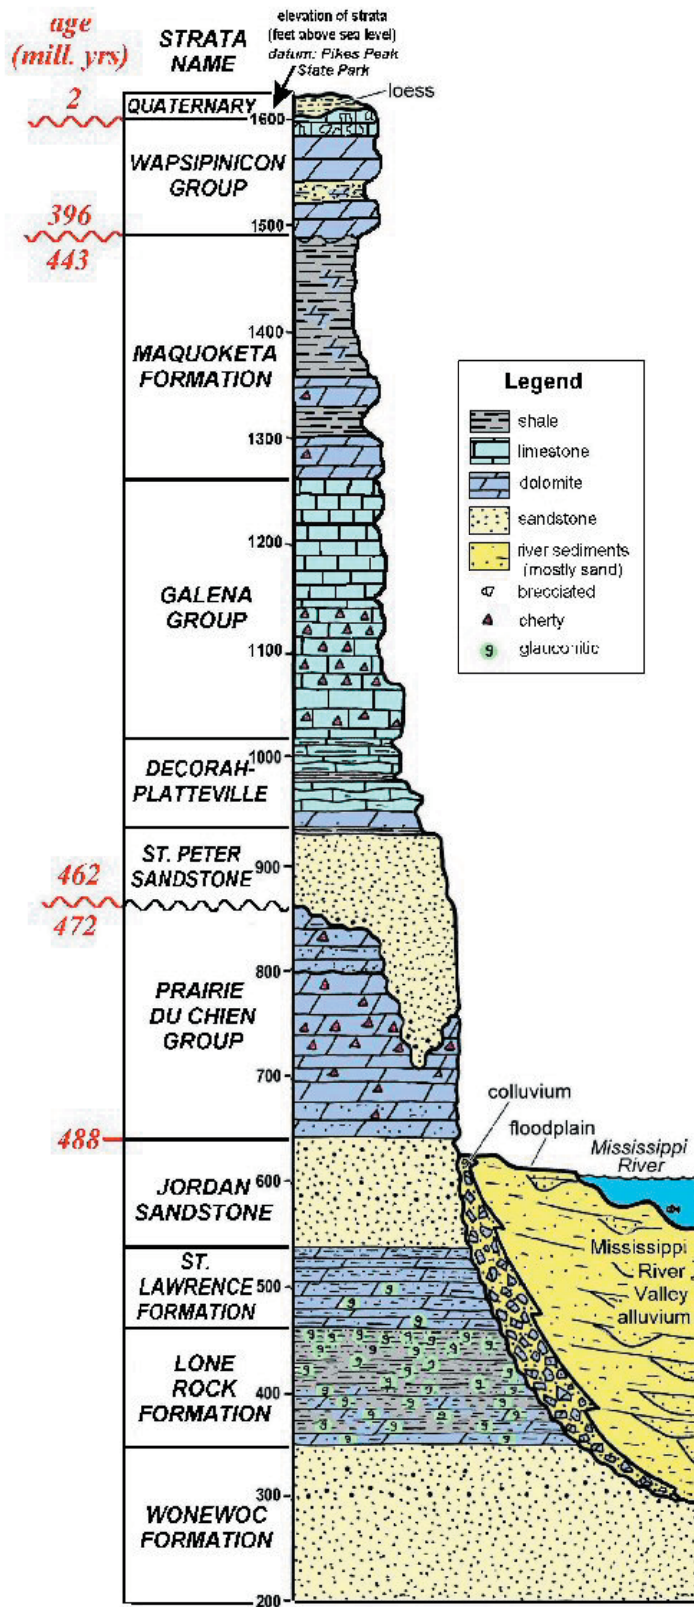 age
(mill. yrs)
STRATA
NAME
elevation of strata
(feet above sea level)
datum: Pikes Peak
State Park
2
QUATERNARY
loess
1600
WAPSIPINICON
GROUP
396
1500
443
1400
MAQUOKETA
FORMATION
1300
Legend
shale
limestone
dolomite
sandstone
river sediments
(mostly sand)
brecciated
cherty
glauconitic
1200
GALENA
GROUP
1100
1000
DECORAH-
PLATTEVILLE
ST. PETER
SANDSTONE
900
462
472
800
PRAIRIE
DU CHIEN
GROUP
700
488
colluvium
floodplain
Mississippi
River
600
JORDAN
SANDSTONE
ST.
LAWRENCE
FORMATION
500
Mississippi
River
Valley
alluvium
LONE
ROCK
FORMATION
400
300
WONEWOC
FORMATION
200